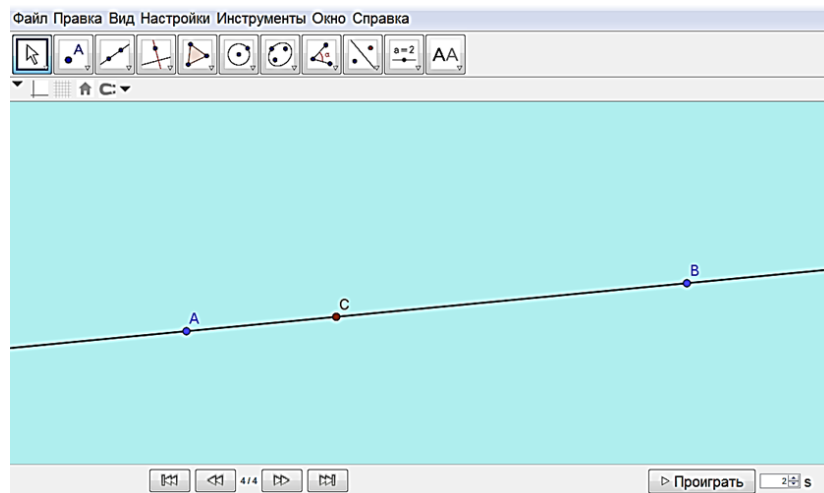 Файл Правка Вид Настройки Инструменты Окно Справка
A α a=2 AA
B
C
A
4/4 Проиграть 2 s